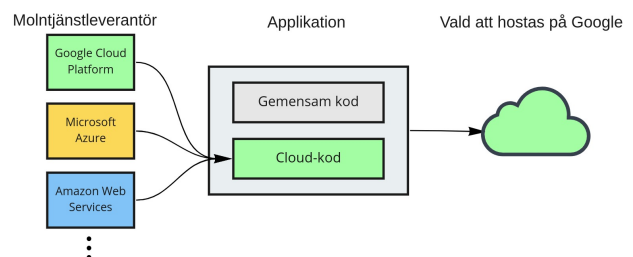 Molntjänstleverantör
Applikation
Vald att hostas på Google
Google Cloud
Platform
Microsoft
Azure
Amazon Web
Services
Gemensam kod
Cloud-kod